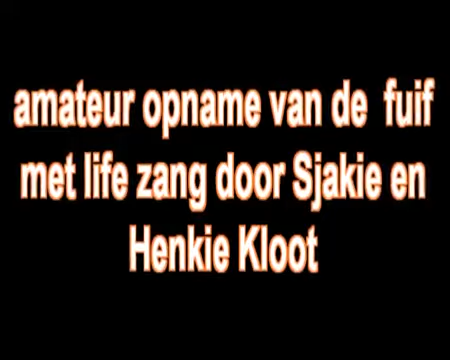 amateur opname van de  fuif
met life zang door Sjakie en
Henkie Kloot